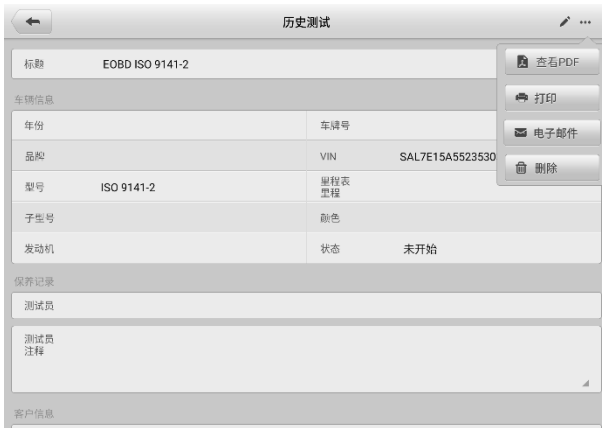 历史测试
标题 EOBD ISO 9141-2
查看PDF
打印
电子邮件
删除
车辆信息
年份 车牌号
品牌 VIN SAL7E15A5523530
型号 ISO 9141-2 里程表
里程
子型号 颜色
发动机 状态 未开始
保养记录
测试员
测试员
注释
客户信息